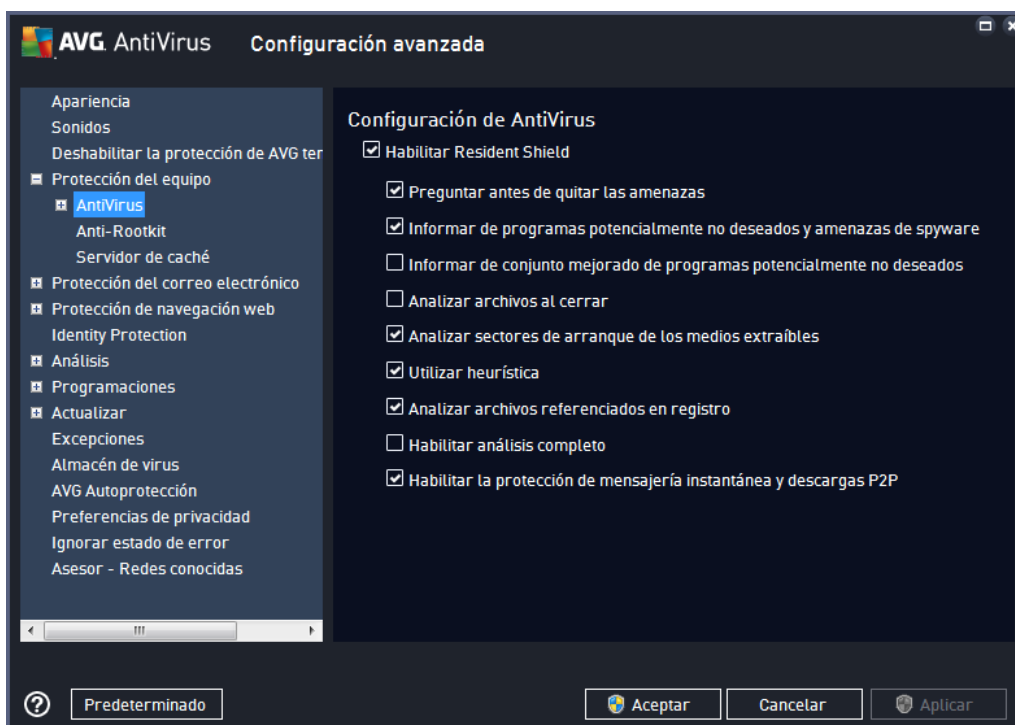 AVG. AntiVirus
Configuración avanzada
Apariencia
Sonidos
Deshabilitar la protección de AVG ter
Protección del equipo
AntiVirus
Anti-Rootkit
Servidor de caché
Protección del correo electrónico
Protección de navegación web
Identity Protection
Análisis
Programaciones
Actualizar
Excepciones
Almacén de virus
AVG Autoprotección
Preferencias de privacidad
Ignorar estado de error
Asesor - Redes conocidas
Configuración de AntiVirus
Habilitar Resident Shield
Preguntar antes de quitar las amenazas
Informar de programas potencialmente no deseados y amenazas de spyware
Informar de conjunto mejorado de programas potencialmente no deseados
Analizar archivos al cerrar
Analizar sectores de arranque de los medios extraíbles
Utilizar heurística
Analizar archivos referenciados en registro
Habilitar análisis completo
Habilitar la protección de mensajería instantánea y descargas P2P
Predeterminado
Aceptar
Cancelar
Aplicar